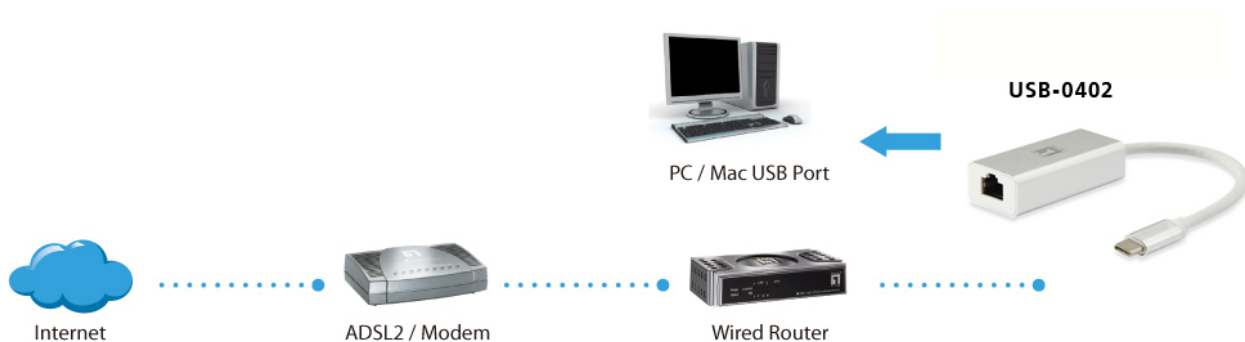 USB-0402
PC / Mac USB Port
Internet
ADSL2 / Modem
Wired Router